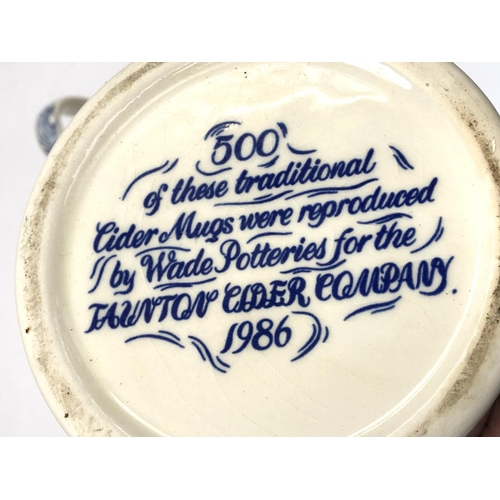 500
of these traditional
Cider Mugs were reproduced
by Wade Potteries for the
TAUNTON CIDER COMPANY.
1986